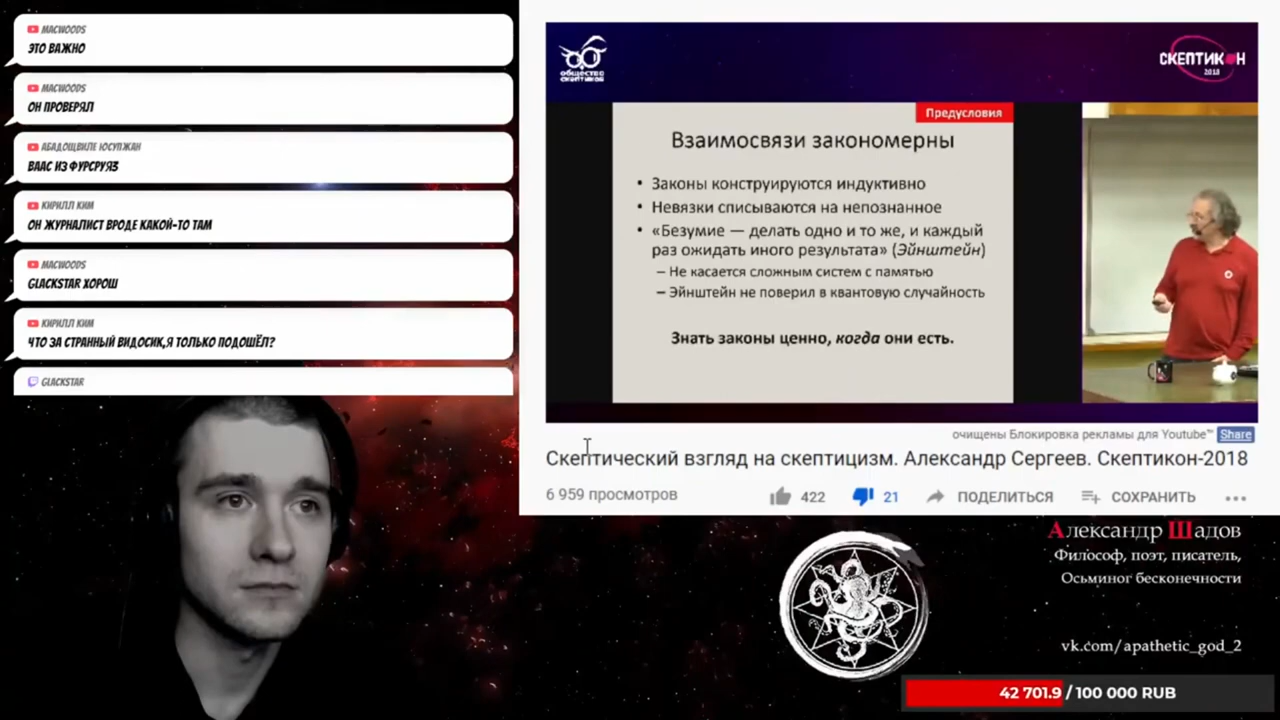 MACWOODS
ЭТО ВАЖНО
MACWOODS
ОН ПРОВЕРЯЛ
АБАДОЩВИЛЕ ЮСУПЖАН
ВААС ИЗ ФУРСРУЯ3
КИРИЛЛ КИМ
ОН ЖУРНАЛИСТ ВРОДЕ КАКОЙ-ТО ТАМ
MACWOODS
GLACKSTAR ХОРОШ
КИРИЛЛ КИМ
ЧТО ЗА СТРАННЫЙ ВИДОСИК,Я ТОЛЬКО ПОДОШЁЛ?
GLACKSTAR
общество
скептиков
СКЕПТИКОН
2018
Предусловия
Взаимосвязи закономерны
• Законы конструируются индуктивно
• Невязки списываются на непознанное
• «Безумие — делать одно и то же, и каждый
раз ожидать иного результата» (Эйнштейн)
– Не касается сложным систем с памятью
– Эйнштейн не поверил в квантовую случайность
Знать законы ценно, когда они есть.
очищены Блокировка рекламы для Youtube™ Share
Скептический взгляд на скептицизм. Александр Сергеев. Скептикон-2018
6 959 просмотров
422
21
ПОДЕЛИТЬСЯ
СОХРАНИТЬ
Александр Шадов
Философ, поэт, писатель,
Осьминог бесконечности
vk.com/apathetic_god_2
42 701.9 / 100 000 RUB